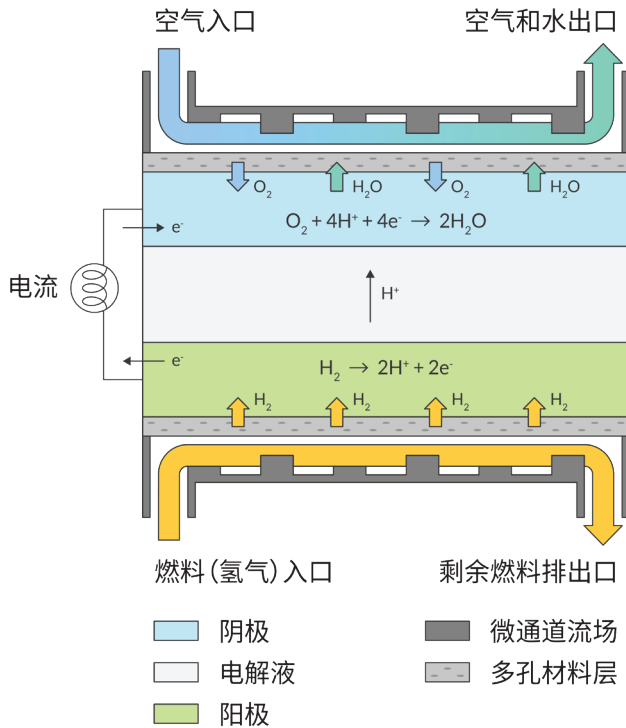 空气入口
空气和水出口
O₂
H₂O
O₂
H₂O
e⁻
O₂ + 4H⁺ + 4e⁻ → 2H₂O
电流
H⁺
e⁻
H₂ → 2H⁺ + 2e⁻
H₂
H₂
H₂
H₂
燃料(氢气)入口
剩余燃料排出口
阴极
微通道流场
电解液
多孔材料层
阳极